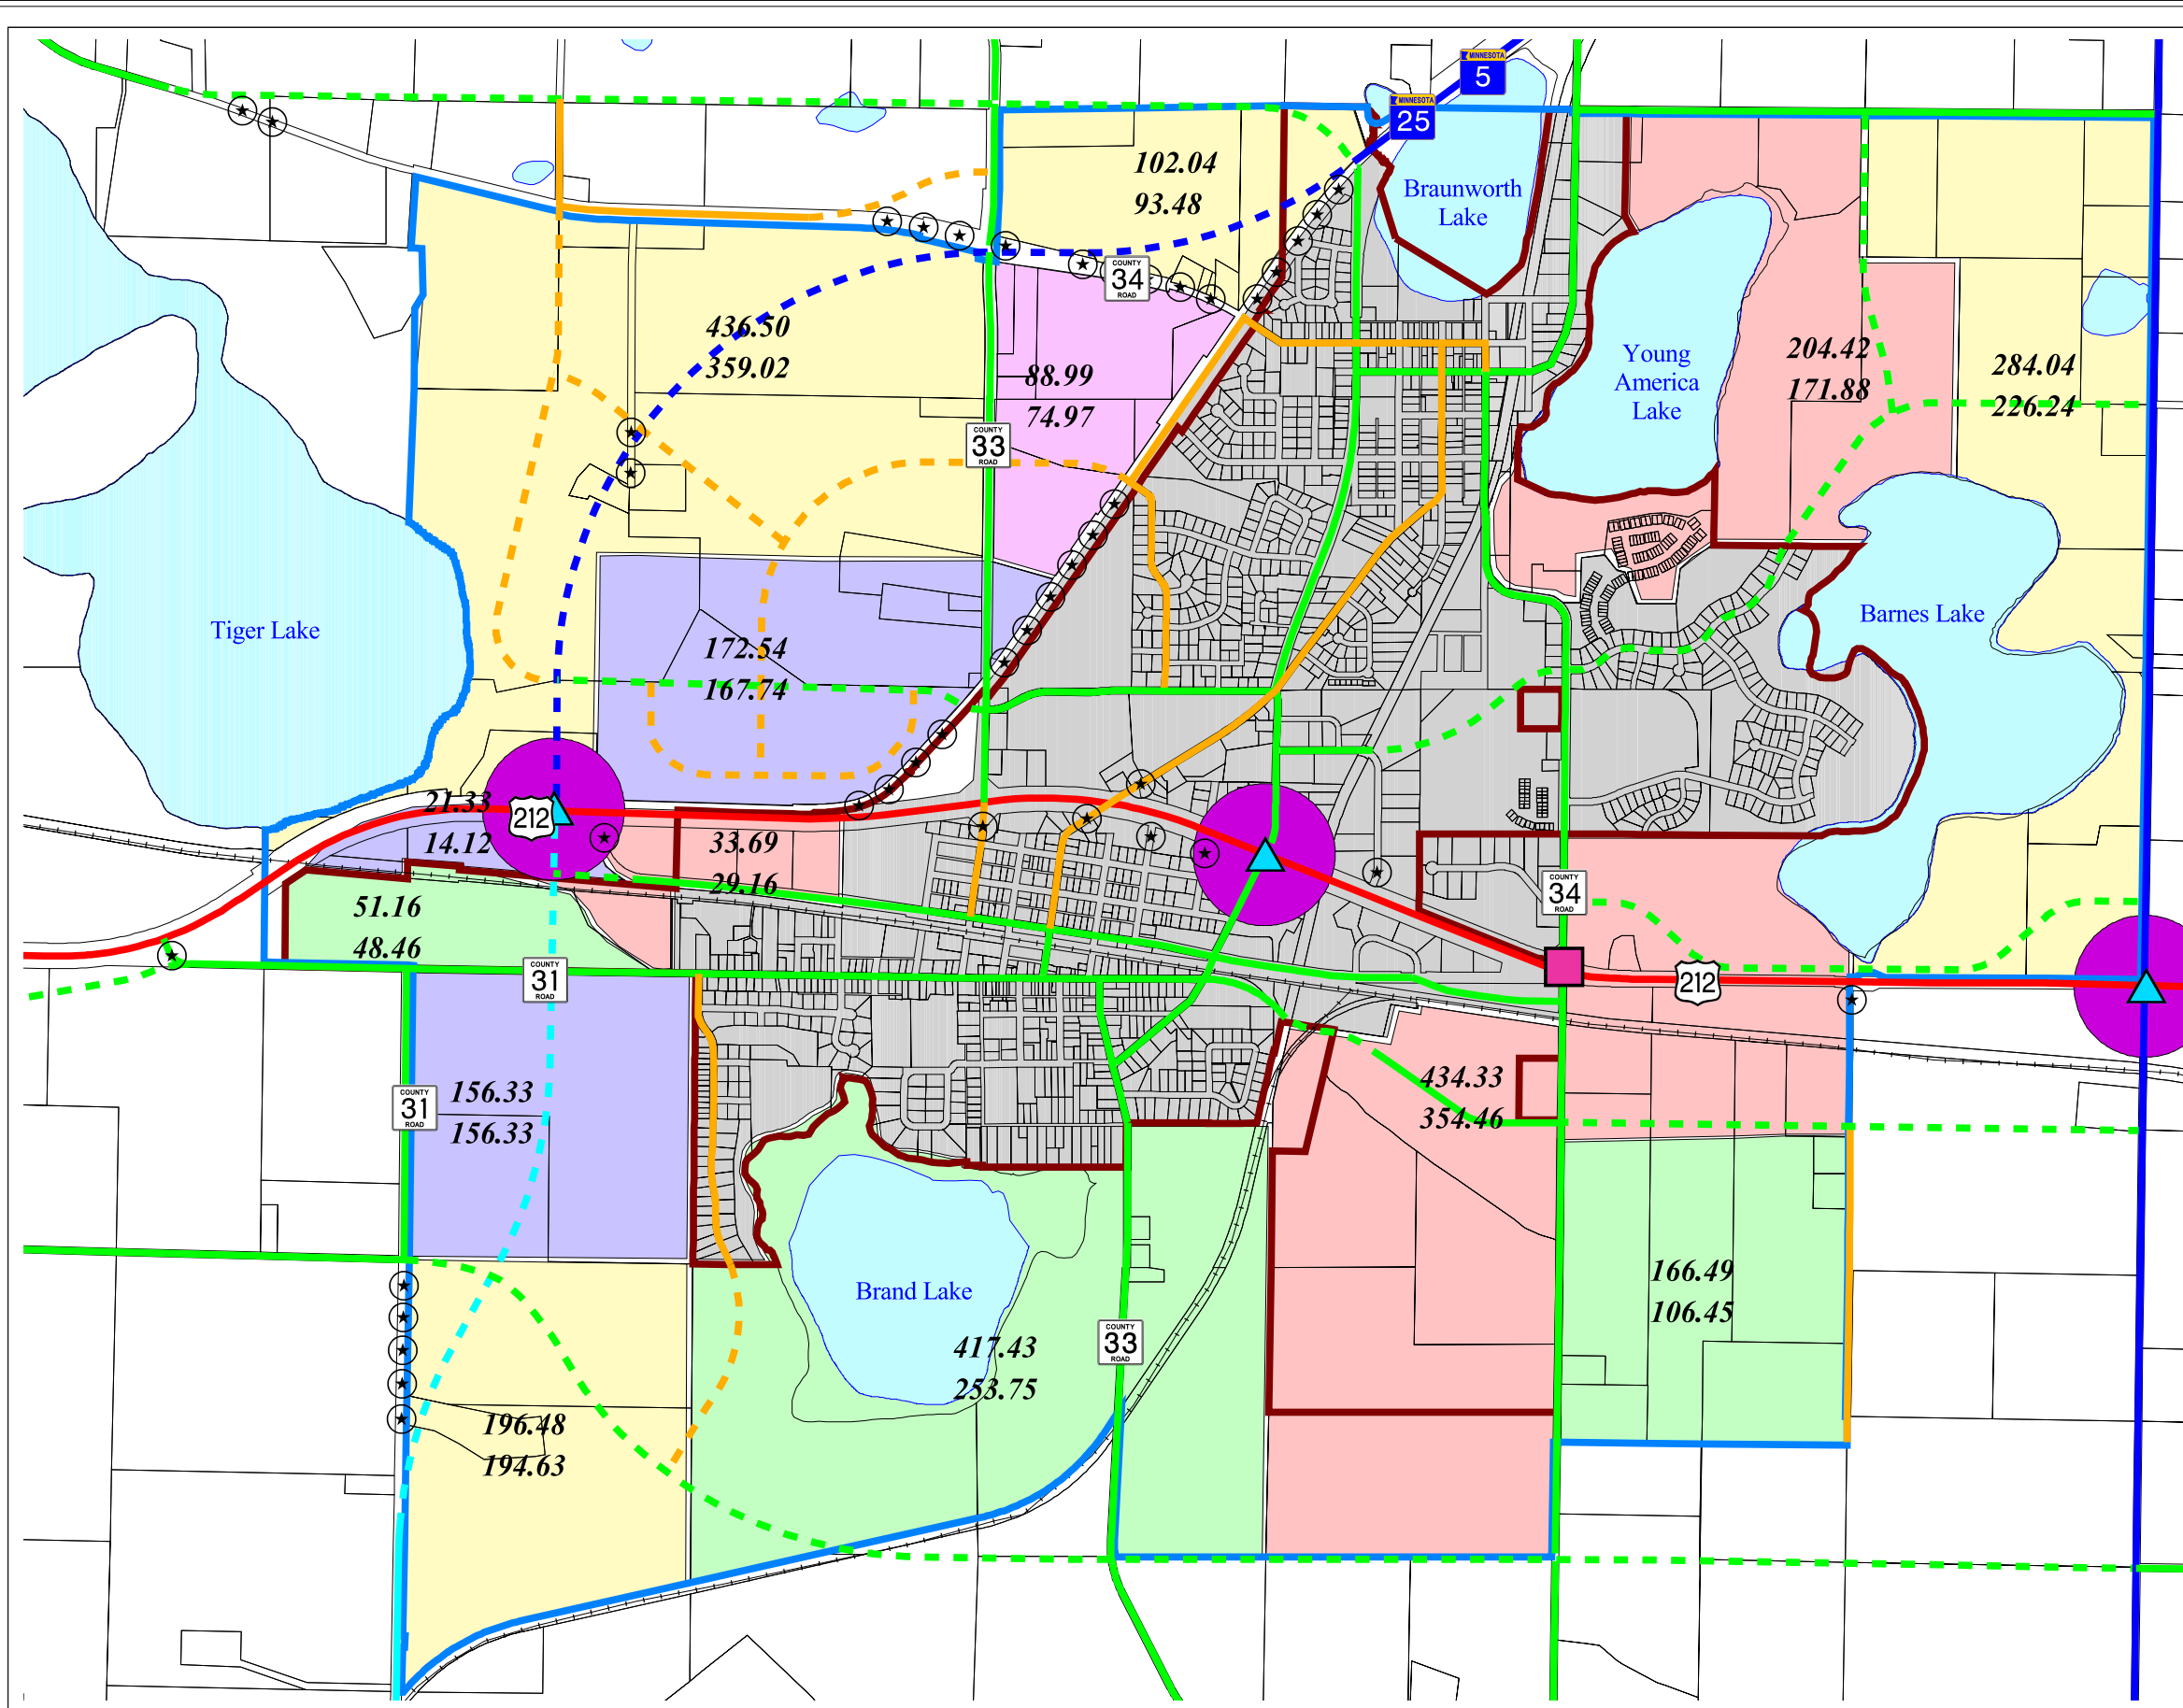 MINNESOTA
5
MINNESOTA
25
102.04
93.48
Braunworth
Lake
COUNTY
34
436.50
359.02
88.99
74.97
Young
America
Lake
204.42
171.88
284.04
226.24
COUNTY
33
ROAD
Tiger Lake
172.54
167.74
Barnes Lake
21.33
14.12
212
33.69
29.16
COUNTY
34
ROAD
51.16
48.46
COUNTY
31
ROAD
212
COUNTY
31
ROAD
156.33
156.33
434.33
354.46
Brand Lake
166.49
106.45
417.43
253.75
COUNTY
33
ROAD
196.48
194.63